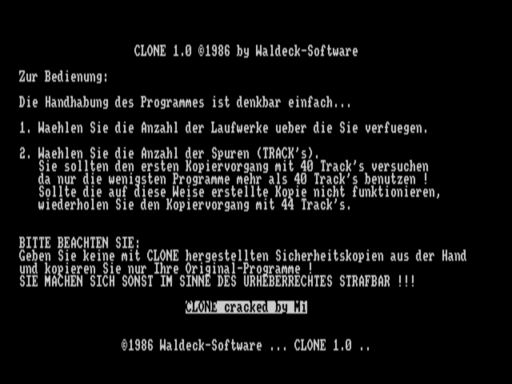 CLONE 1.0 ©1986 by Waldeck-Software
Zur Bedienung:
Die Handhabung des Programmes ist denkbar einfach...
1. Waehlen Sie die Anzahl der Laufwerke ueber die Sie verfuegen.
2. Waehlen Sie die Anzahl der Spuren (TRACK's).
Sie sollten den ersten Kopiervorgang mit 40 Track's versuchen
da nur die wenigsten Programme mehr als 40 Track's benutzen !
Sollte die auf diese Weise erstellte Kopie nicht funktionieren,
wiederholen Sie den Kopiervorgang mit 44 Track's.
BITTE BEACHTEN SIE:
Geben Sie keine mit CLONE hergestellten Sicherheitskopien aus der Hand
und kopieren Sie nur Ihre Original-Programme !
SIE MACHEN SICH SONST IM SINNE DES URHEBERRECHTES STRAFBAR !!!
CLONE cracked by Mi
©1986 Waldeck-Software ... CLONE 1.0 ..